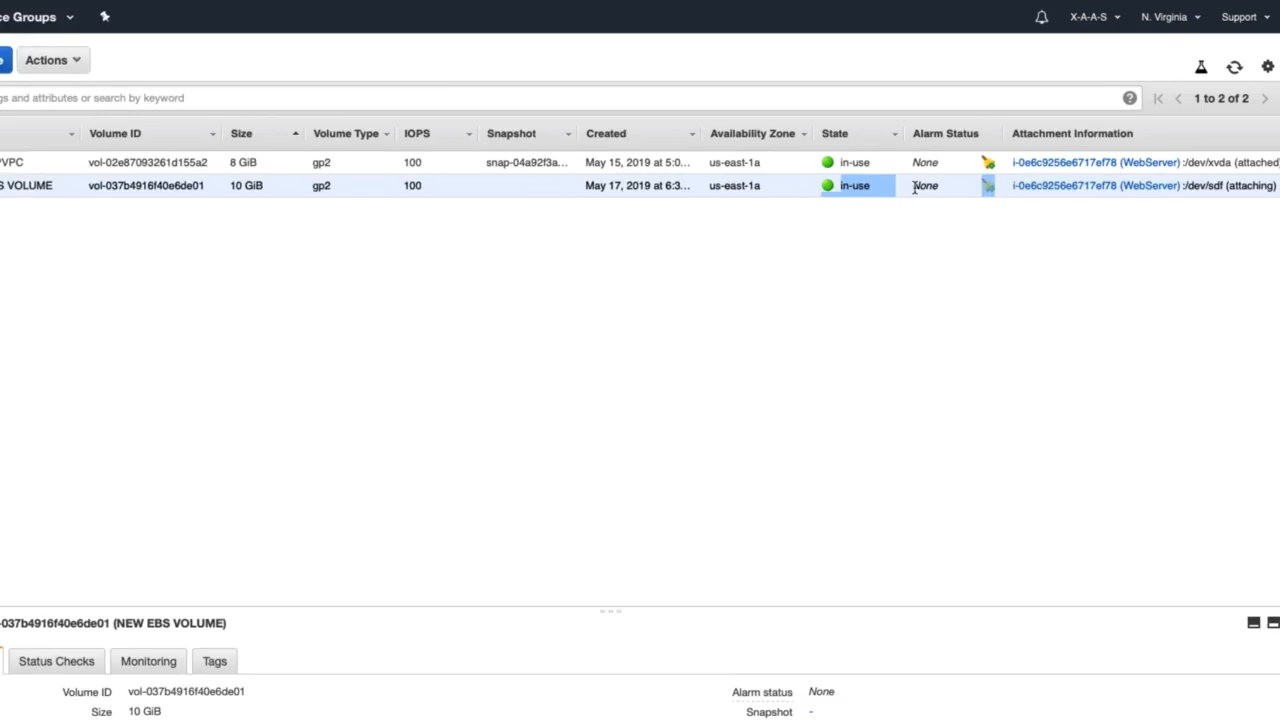 ce Groups X-A-A-S N. Virginia Support
e Actions
gs and attributes or search by keyword 1 to 2 of 2
Volume ID Size Volume Type IOPS Snapshot Created Availability Zone State Alarm Status Attachment Information
VPC vol-02e87093261d155a2 8 GiB gp2 100 snap-04a92f3a... May 15, 2019 at 5:0... us-east-1a in-use None i-0e6c9256e6717ef78 (WebServer) :/dev/xvda (attached)
S VOLUME vol-037b4916f40e6de01 10 GiB gp2 100 May 17, 2019 at 6:3... us-east-1a in-use None i-0e6c9256e6717ef78 (WebServer) :/dev/sdf (attaching)
-037b4916f40e6de01 (NEW EBS VOLUME)
Status Checks Monitoring Tags
Volume ID vol-037b4916f40e6de01 Alarm status None
Size 10 GiB Snapshot -